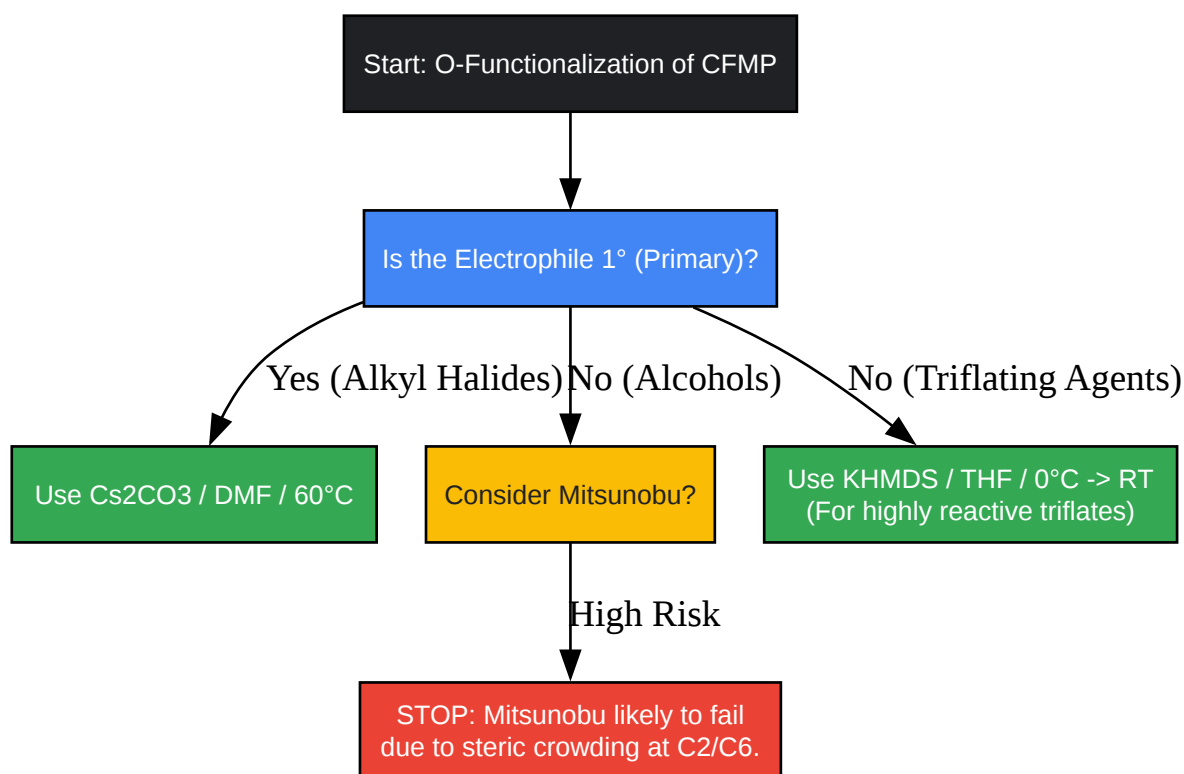 Start: O-Functionalization of CFMP
Is the Electrophile 1° (Primary)?
Yes (Alkyl Halides)
No (Alcohols)
No (Triflating Agents)
Use Cs2CO3 / DMF / 60°C
Consider Mitsunobu?
Use KHMDS / THF / 0°C -> RT
(For highly reactive triflates)
High Risk
STOP: Mitsunobu likely to fail
due to steric crowding at C2/C6.